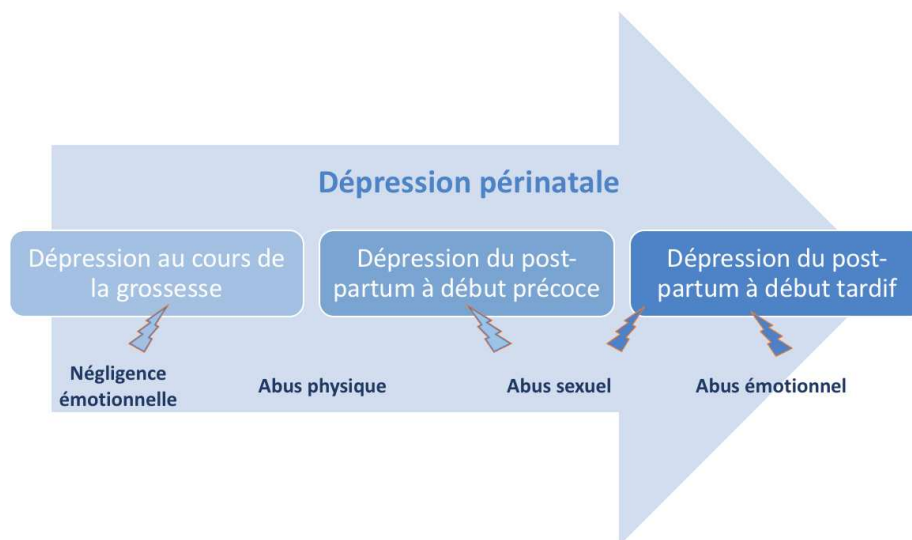 Dépression périnatale
Dépression au cours de
la grossesse
Dépression du post-
partum à début précoce
Dépression du post-
partum à début tardif
Négligence
émotionnelle
Abus physique
Abus sexuel
Abus émotionnel